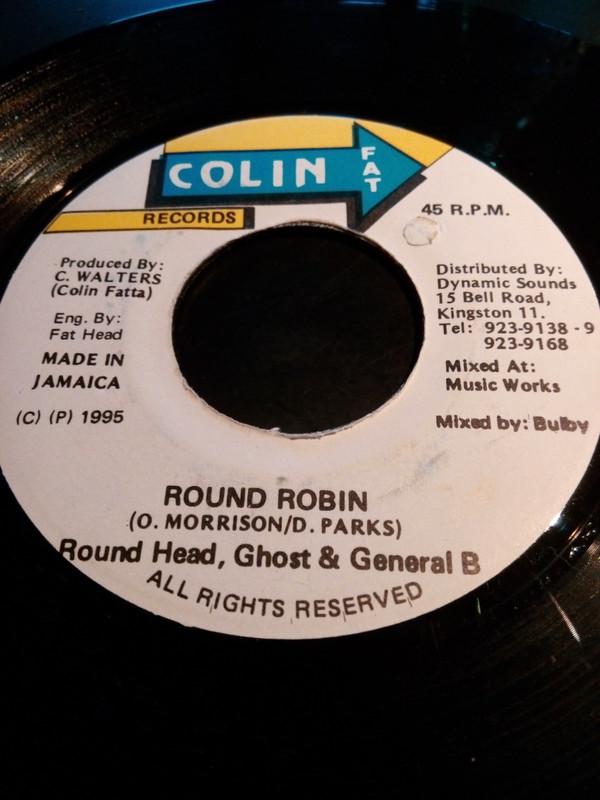 COLIN FAT
RECORDS
45 R.P.M.
Produced By:
C. WALTERS
(Colin Fatta)
Eng. By:
Fat Head
MADE IN
JAMAICA
(C) (P) 1995
Distributed By:
Dynamic Sounds
15 Bell Road,
Kingston 11.
Tel: 923-9138 - 9
923-9168
Mixed At:
Music Works
Mixed by: Bulby
ROUND ROBIN
(O. MORRISON/D. PARKS)
Round Head, Ghost & General B
ALL RIGHTS RESERVED